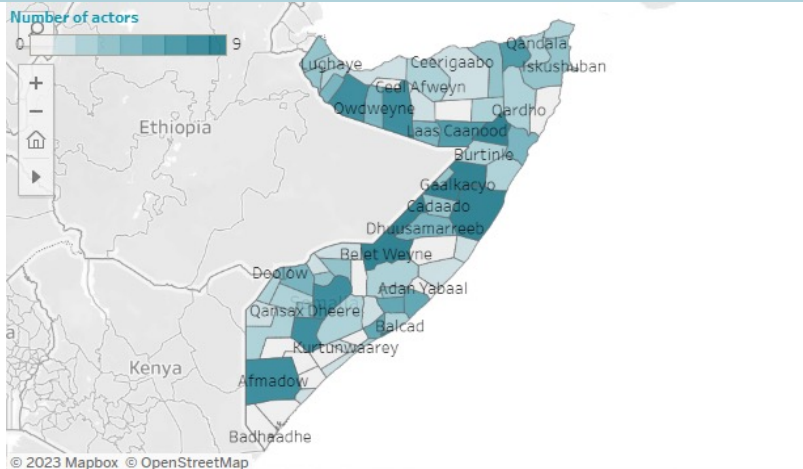 Number of actors
0 9
Qandala,
Lughaye
Ceerigaabo
Iskushuban
Ceel Afweyn
Owdweyne
Qardho
Ethiopia
Laas Caanood
Burtinle
Gaalkacyo
Cadaado
Dhuusamarreeb
Belet Weyne
Doolow
Adan Yabaal
Somalia
Qansax Dheere
Balcad
Kurtunwaarey
Kenya
Afmadow
Badhaadhe
© 2023 Mapbox © OpenStreetMap